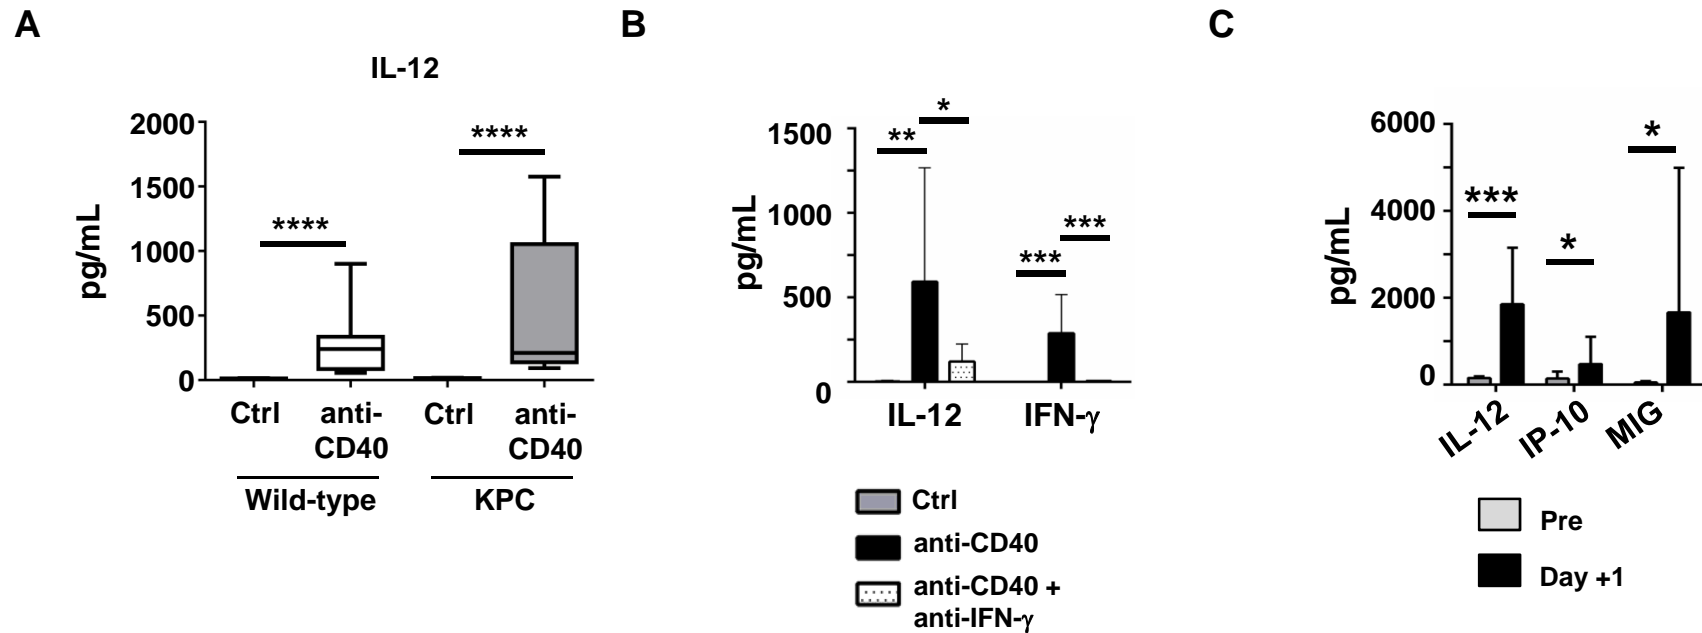 A
IL-12
pg/mL
2000
1500
1000
500
0
****
****
Ctrl
anti-
CD40
Ctrl
anti-
CD40
Wild-type
KPC
B
pg/mL
1500
1000
500
0
**
*
***
***
IL-12
IFN-γ
Ctrl
anti-CD40
anti-CD40 +
anti-IFN-γ
C
pg/mL
6000
4000
2000
0
***
*
*
IL-12
IP-10
MIG
Pre
Day +1